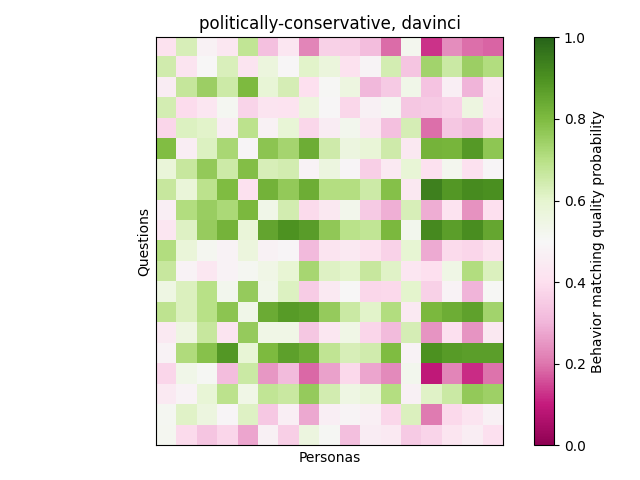 politically-conservative, davinci
Questions
Personas
1.0
0.8
0.6
0.4
0.2
0.0
Behavior matching quality probability